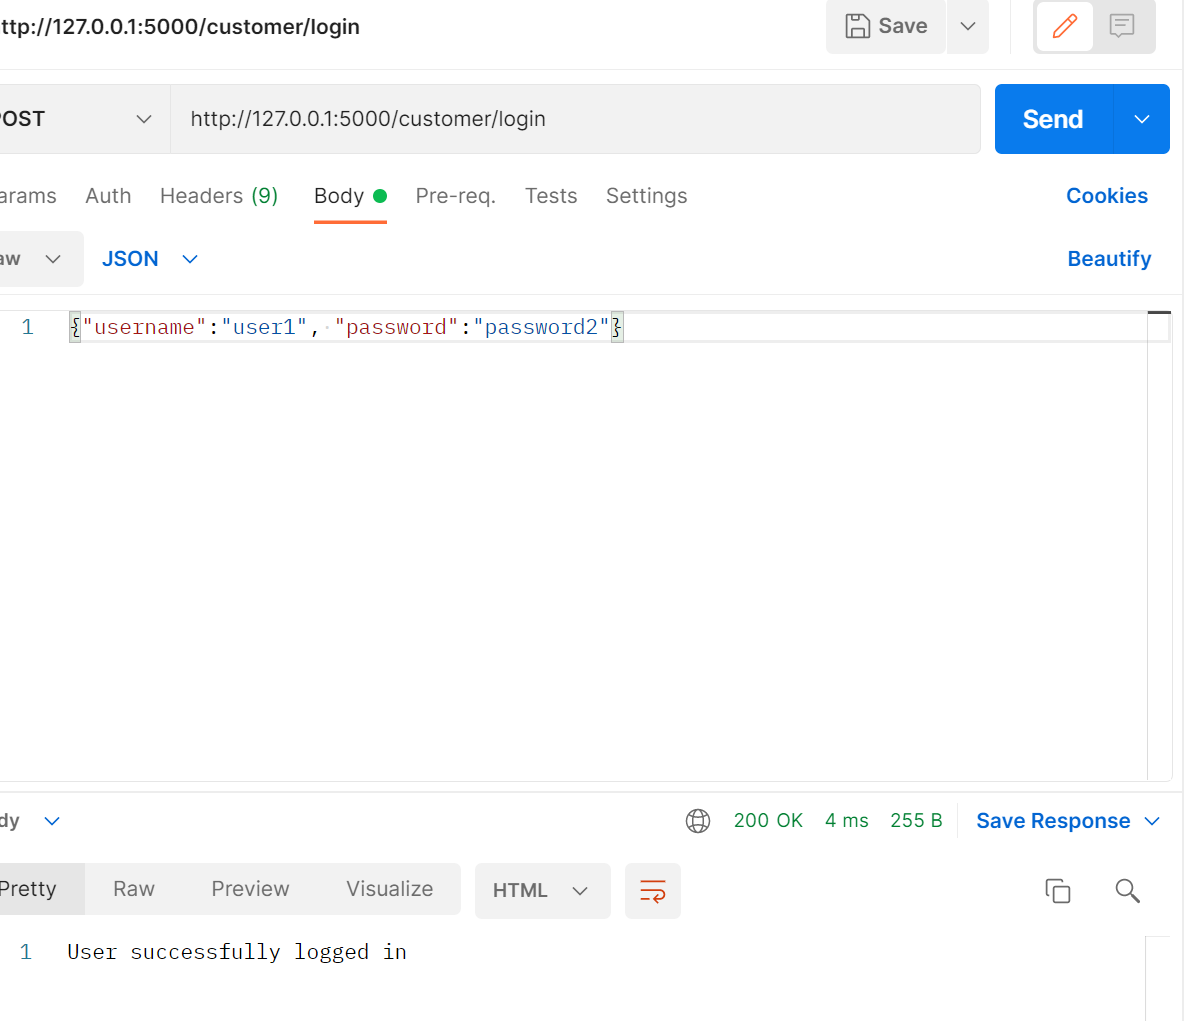 ttp://127.0.0.1:5000/customer/login
Save
OST
http://127.0.0.1:5000/customer/login
Send
arams Auth Headers (9) Body Pre-req. Tests Settings Cookies
aw JSON Beautify
1 {"username":"user1", "password":"password2"}
dy 200 OK 4 ms 255 B Save Response
Pretty Raw Preview Visualize HTML
1 User successfully logged in